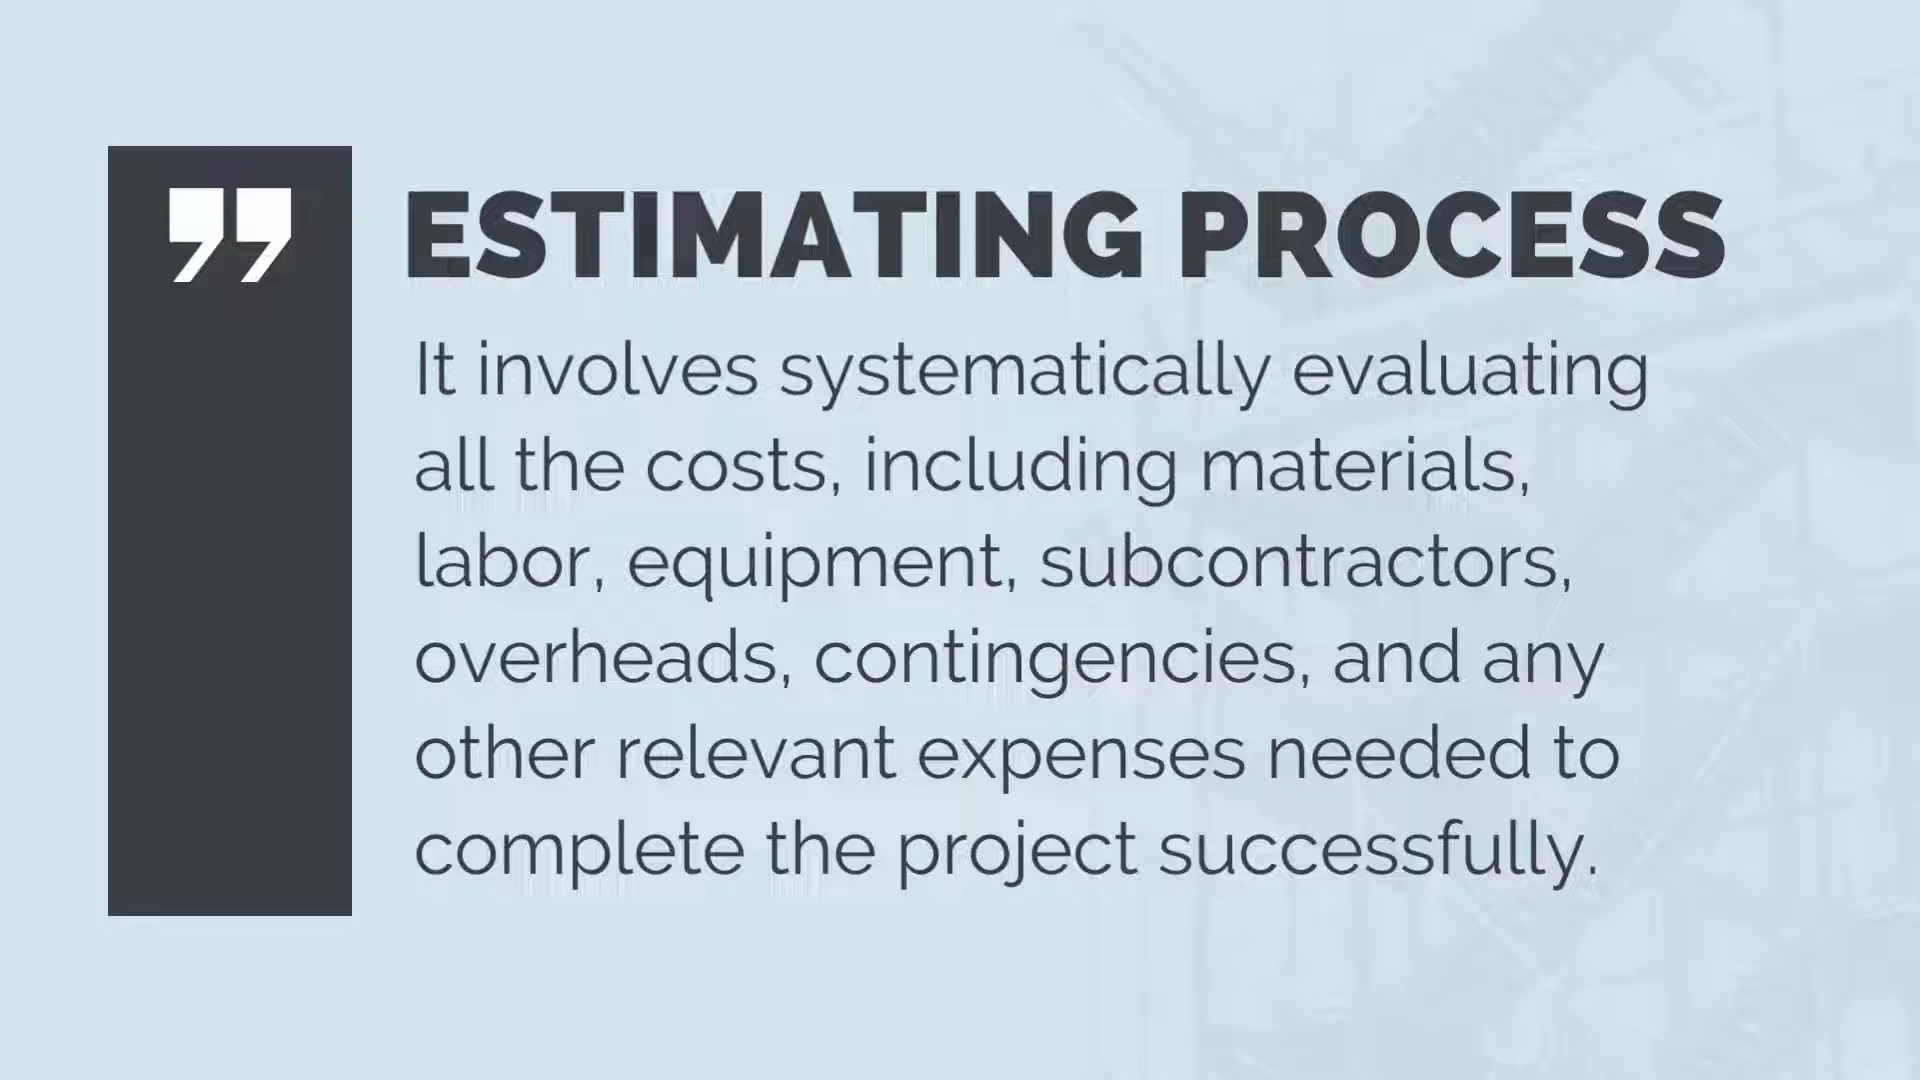 ”
ESTIMATING PROCESS
It involves systematically evaluating
all the costs, including materials,
labor, equipment, subcontractors,
overheads, contingencies, and any
other relevant expenses needed to
complete the project successfully.